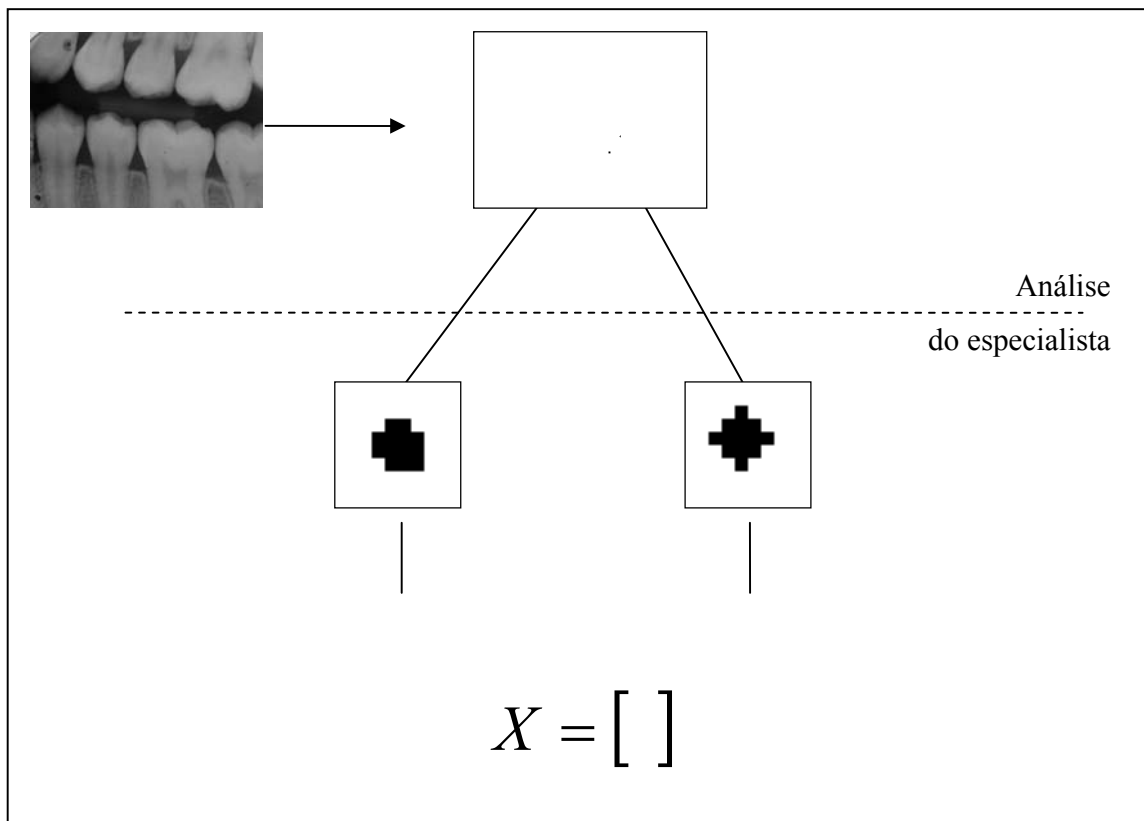 Análise
do especialista
X = [ ]